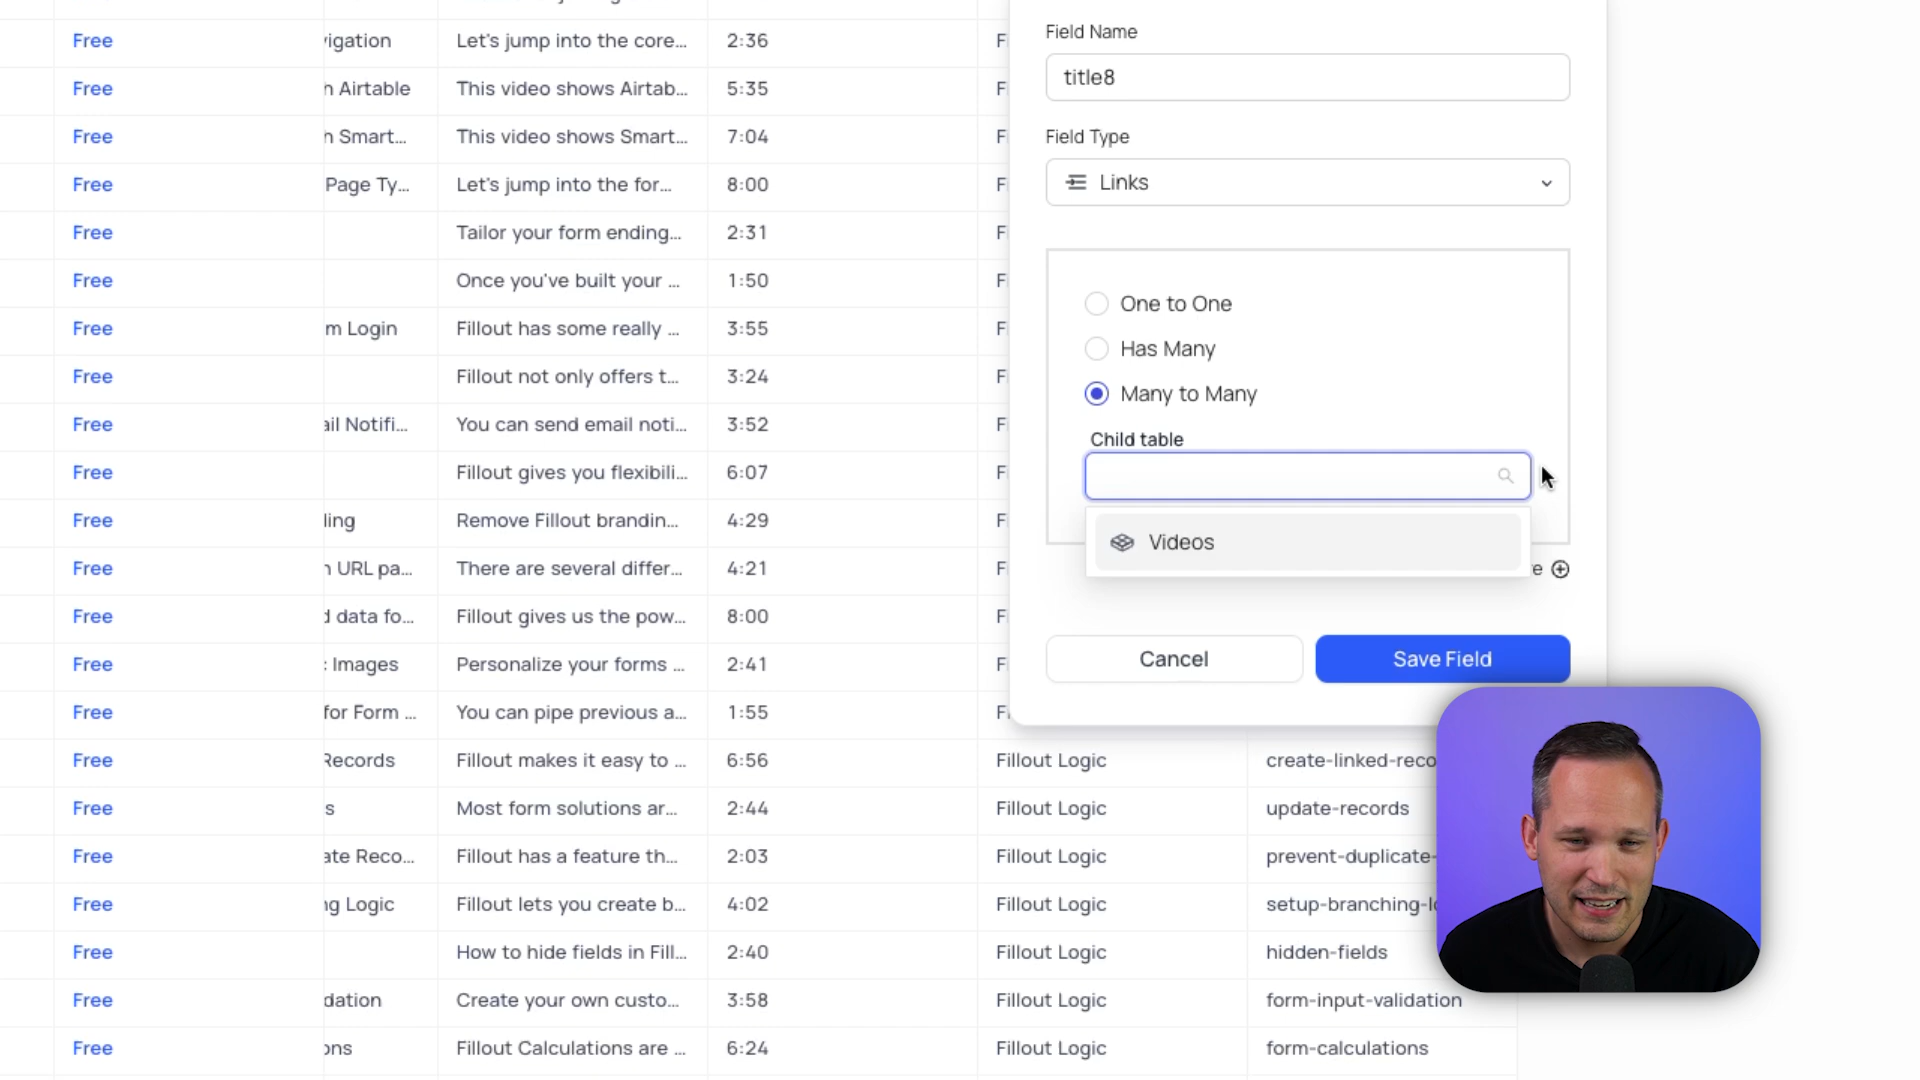 Free vigation Let's jump into the core... 2:36
Free h Airtable This video shows Airtab... 5:35
Free h Smart... This video shows Smart... 7:04
Free Page Ty... Let's jump into the for... 8:00
Free Tailor your form ending... 2:31
Free Once you've built your ... 1:50
Free m Login Fillout has some really ... 3:55
Free Fillout not only offers t... 3:24
Free ail Notifi... You can send email noti... 3:52
Free Fillout gives you flexibili... 6:07
Free ling Remove Fillout brandin... 4:29
Free n URL pa... There are several differ... 4:21
Free d data fo... Fillout gives us the pow... 8:00
Free Images Personalize your forms ... 2:41
Free for Form ... You can pipe previous a... 1:55
Free Records Fillout makes it easy to ... 6:56 Fillout Logic create-linked-reco
Free s Most form solutions ar... 2:44 Fillout Logic update-records
Free ate Reco... Fillout has a feature th... 2:03 Fillout Logic prevent-duplicate-
Free ng Logic Fillout lets you create b... 4:02 Fillout Logic setup-branching-lo
Free How to hide fields in Fill... 2:40 Fillout Logic hidden-fields
Free dation Create your own custo... 3:58 Fillout Logic form-input-validation
Free ons Fillout Calculations are ... 6:24 Fillout Logic form-calculations
Field Name
title8
Field Type
Links
One to One
Has Many
Many to Many
Child table
Videos
Cancel
Save Field